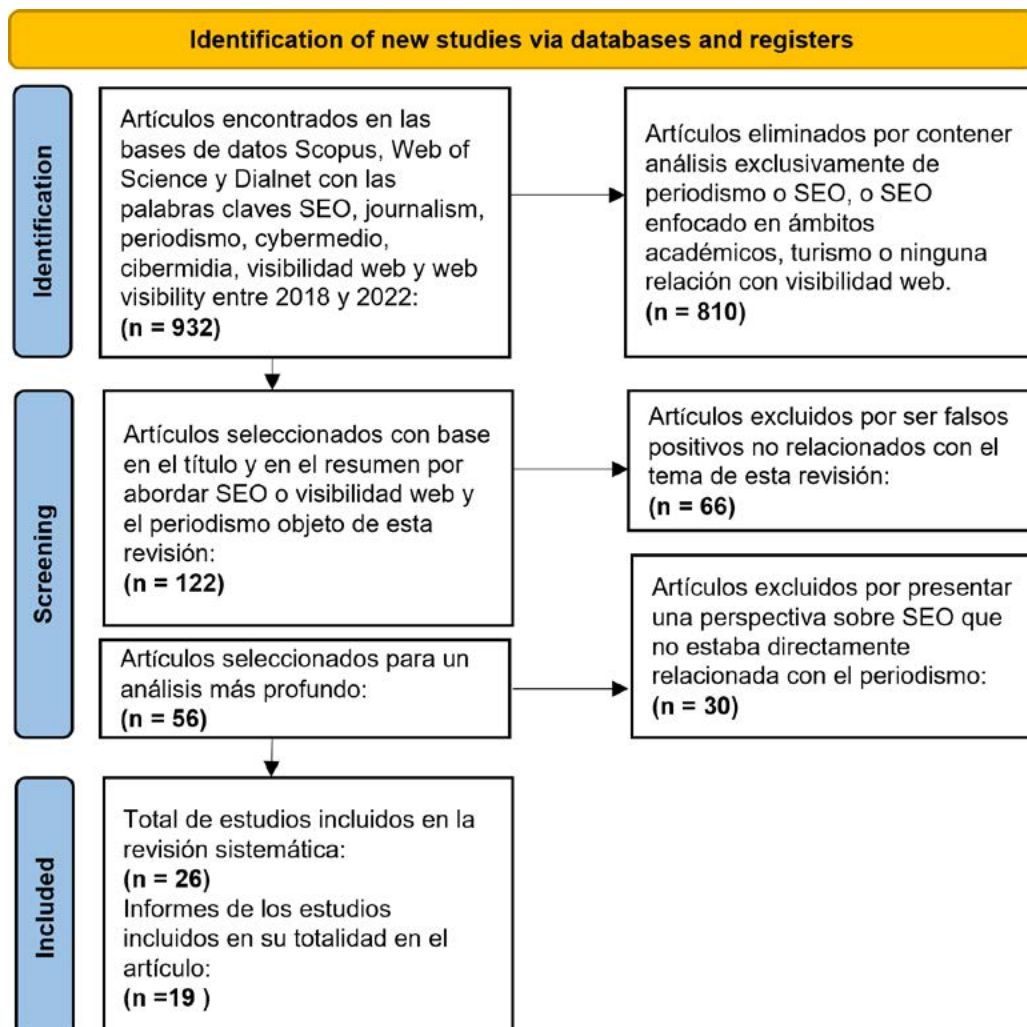 Identification of new studies via databases and registers
Identification
Artículos encontrados en las
bases de datos Scopus, Web of
Science y Dialnet con las
palabras claves SEO, journalism,
periodismo, cybermedio,
cibermidia, visibilidad web y web
visibility entre 2018 y 2022:
(n = 932)
Artículos eliminados por contener
análisis exclusivamente de
periodismo o SEO, o SEO
enfocado en ámbitos
académicos, turismo o ninguna
relación con visibilidad web.
(n = 810)
Screening
Artículos seleccionados con base
en el título y en el resumen por
abordar SEO o visibilidad web y
el periodismo objeto de esta
revisión:
(n = 122)
Artículos excluidos por ser falsos
positivos no relacionados con el
tema de esta revisión:
(n = 66)
Artículos seleccionados para un
análisis más profundo:
(n = 56)
Artículos excluidos por presentar
una perspectiva sobre SEO que
no estaba directamente
relacionada con el periodismo:
(n = 30)
Included
Total de estudios incluidos en la
revisión sistemática:
(n = 26)
Informes de los estudios
incluidos en su totalidad en el
artículo:
(n =19 )